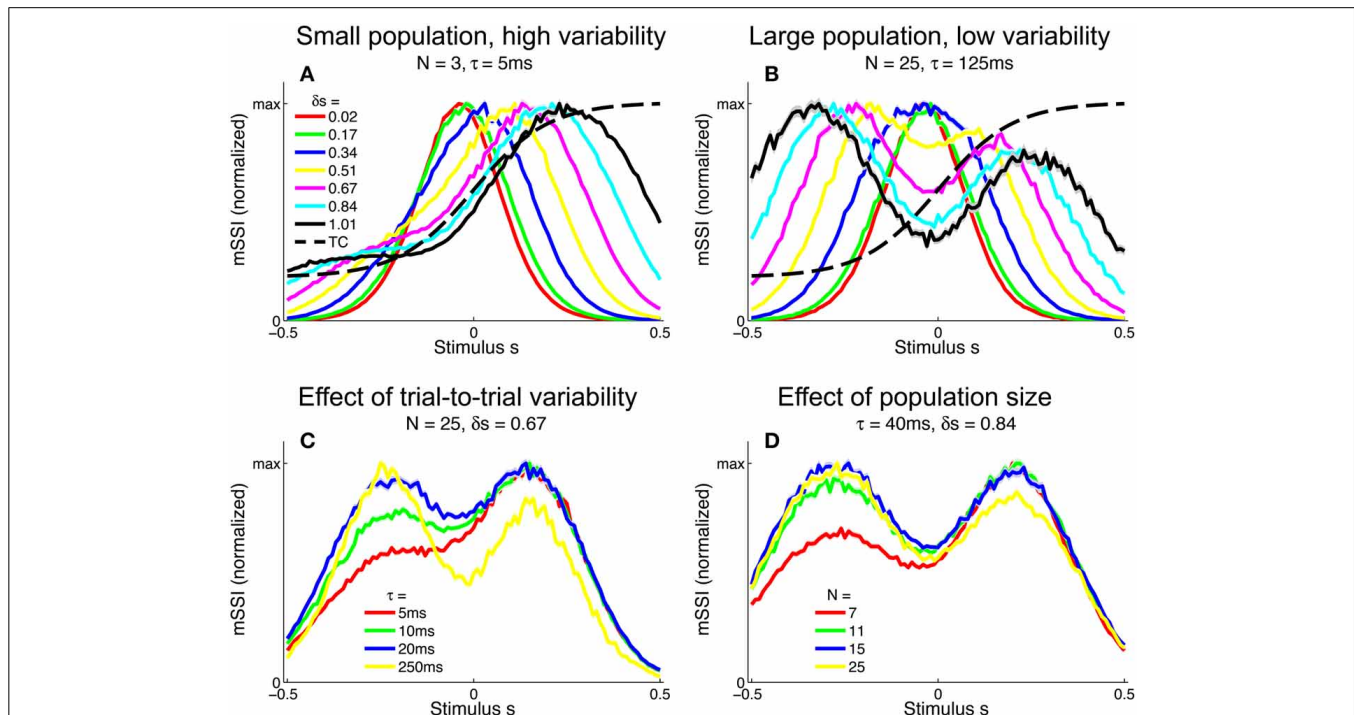 Small population, high variability
N = 3, τ = 5ms
A
mSSI (normalized)
max
0
δs =
0.02
0.17
0.34
0.51
0.67
0.84
1.01
TC
−0.5
0
0.5
Stimulus s
Large population, low variability
N = 25, τ = 125ms
B
mSSI (normalized)
max
0
−0.5
0
0.5
Stimulus s
Effect of trial-to-trial variability
N = 25, δs = 0.67
C
mSSI (normalized)
max
0
τ =
5ms
10ms
20ms
250ms
−0.5
0
0.5
Stimulus s
Effect of population size
τ = 40ms, δs = 0.84
D
mSSI (normalized)
max
0
N =
7
11
15
25
−0.5
0
0.5
Stimulus s